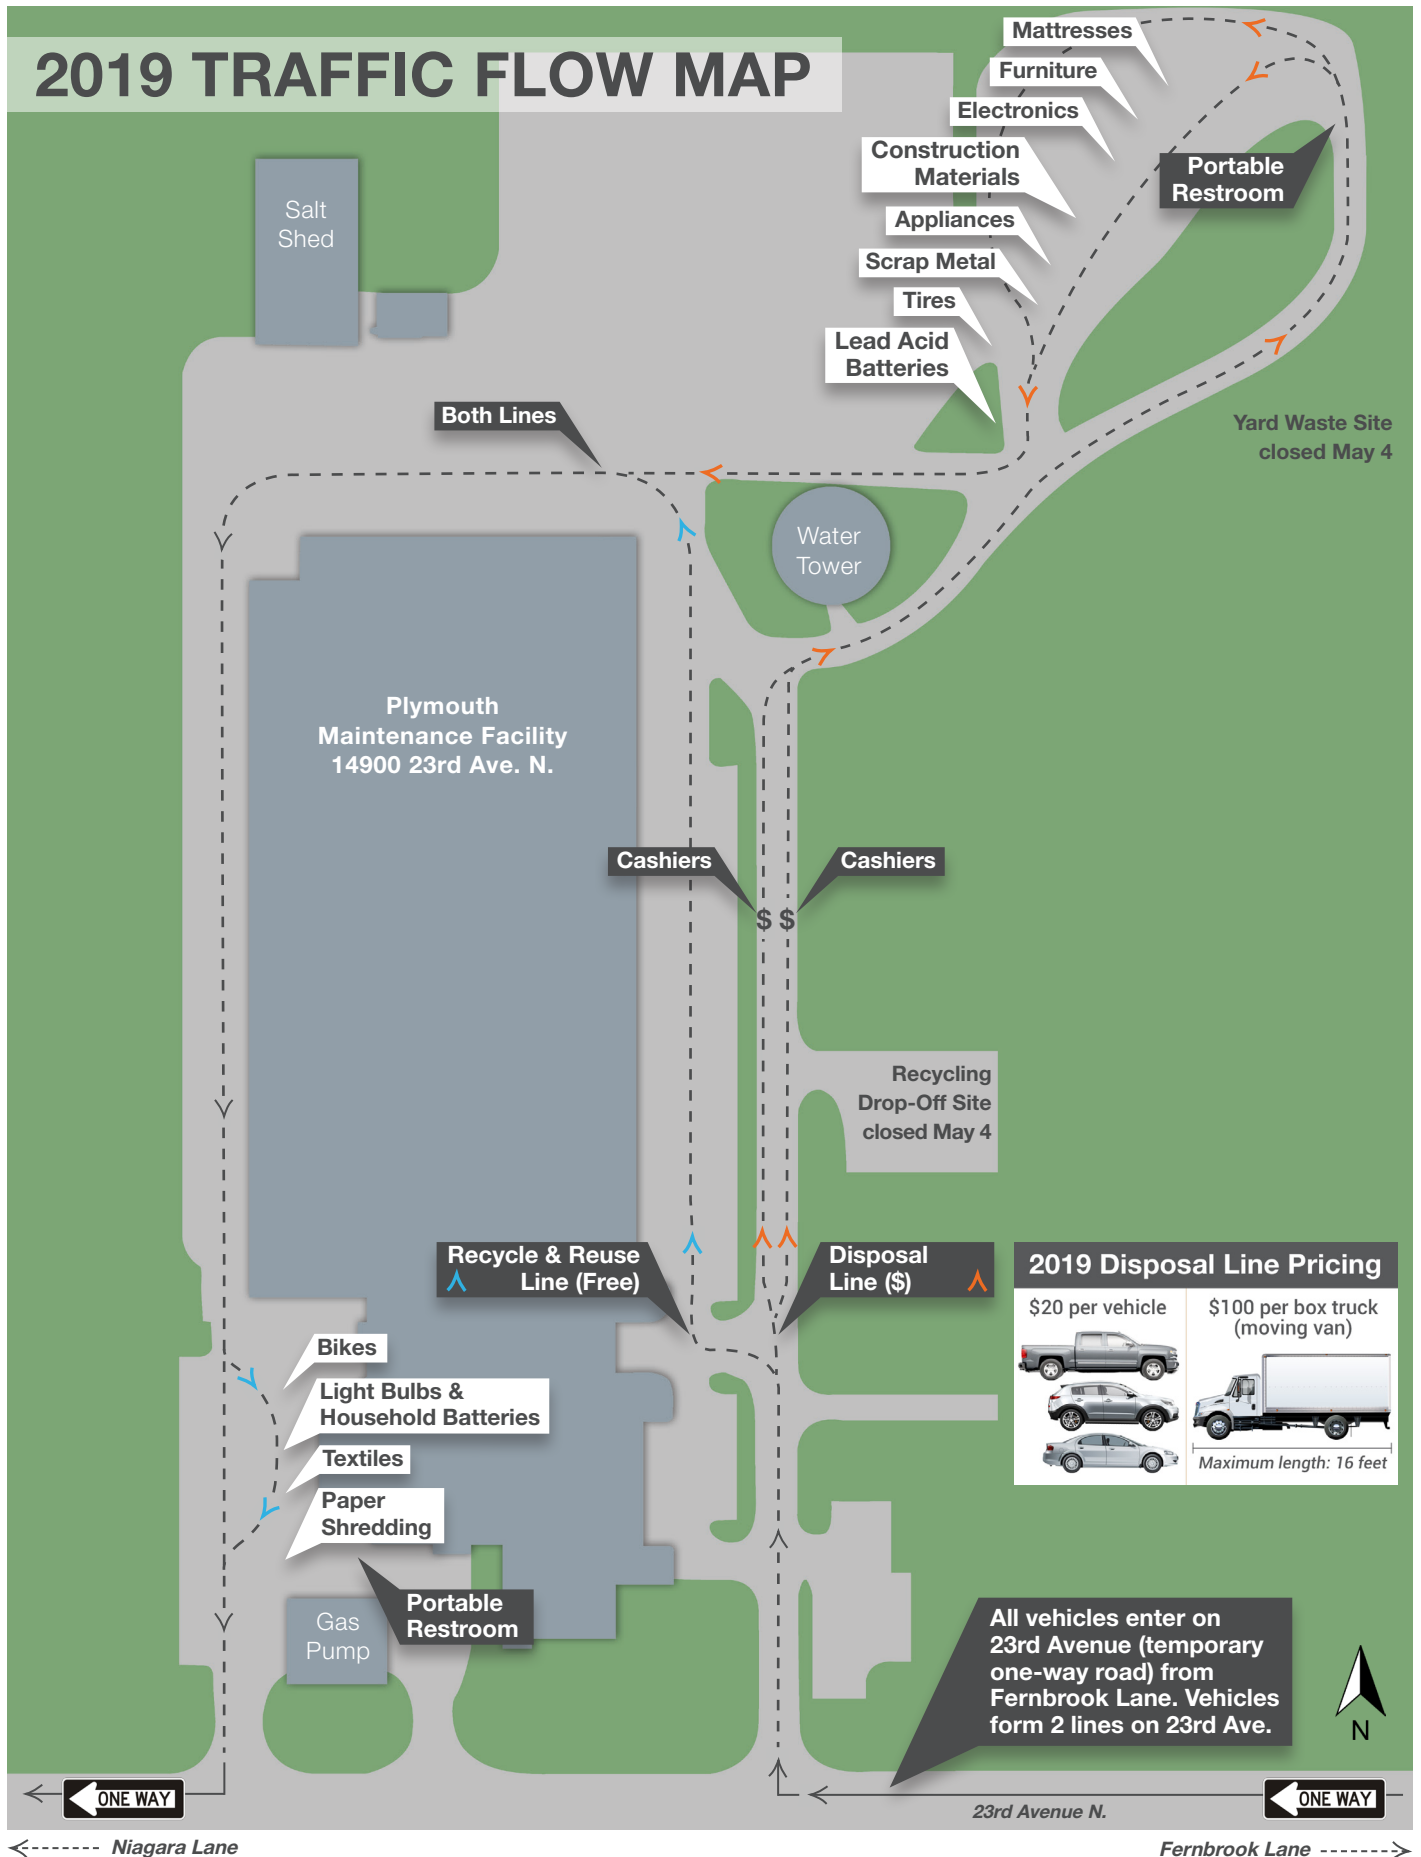 2019 TRAFFIC FLOW MAP
Mattresses
Furniture
Electronics
Construction
Materials
Appliances
Scrap Metal
Tires
Lead Acid
Batteries
Portable
Restroom
Salt
Shed
Both Lines
Yard Waste Site
closed May 4
Water
Tower
Plymouth
Maintenance Facility
14900 23rd Ave. N.
Cashiers
Cashiers
$ $
Recycling
Drop-Off Site
closed May 4
Recycle & Reuse
Line (Free)
Disposal
Line ($)
2019 Disposal Line Pricing
$20 per vehicle
$100 per box truck
(moving van)
Maximum length: 16 feet
Bikes
Light Bulbs &
Household Batteries
Textiles
Paper
Shredding
Portable
Restroom
Gas
Pump
All vehicles enter on
23rd Avenue (temporary
one-way road) from
Fernbrook Lane. Vehicles
form 2 lines on 23rd Ave.
N
ONE WAY
ONE WAY
23rd Avenue N.
Niagara Lane
Fernbrook Lane